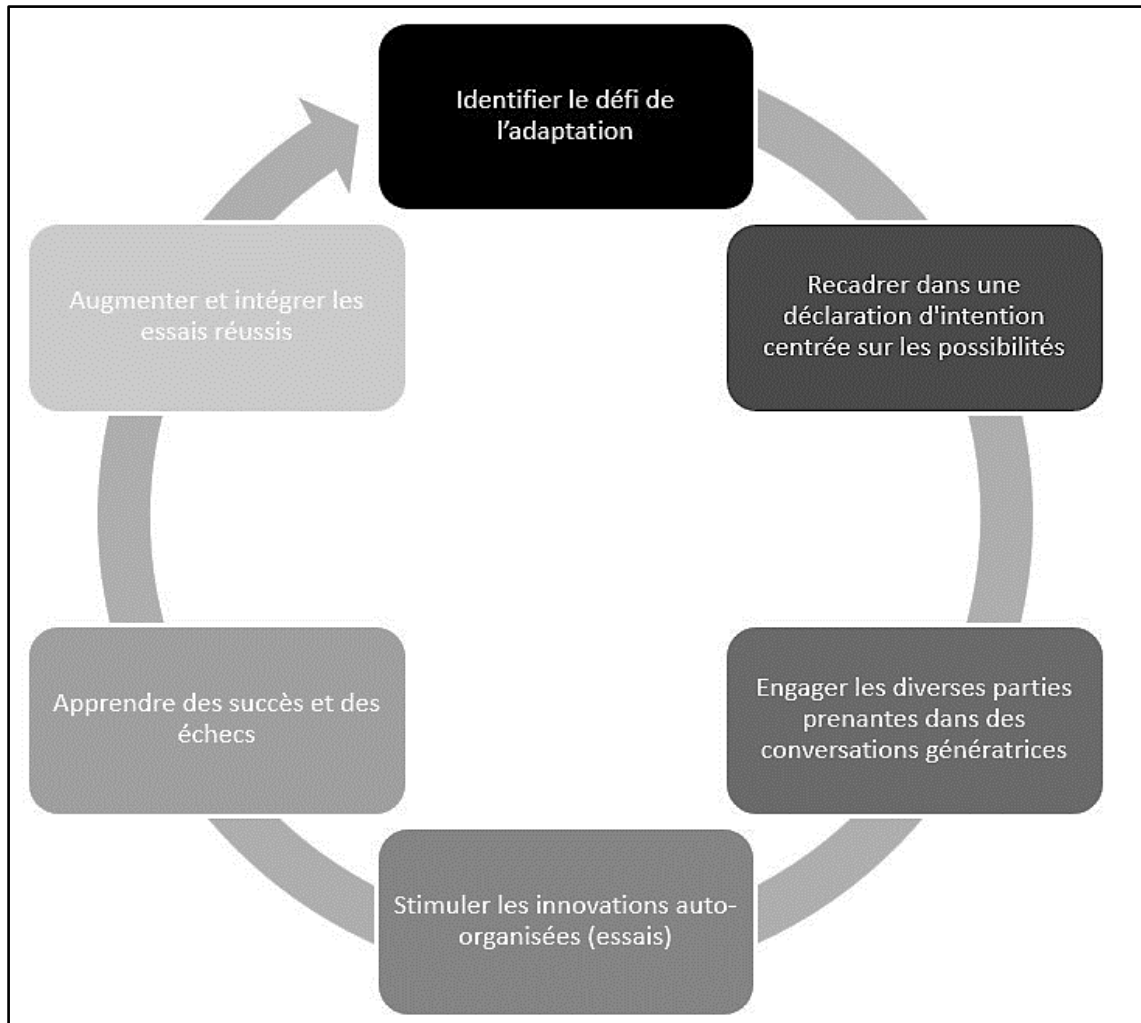 Identifier le défi de
l’adaptation
Recadrer dans une
déclaration d'intention
centrée sur les possibilités
Engager les diverses parties
prenantes dans des
conversations génératrices
Stimuler les innovations auto-
organisées (essais)
Apprendre des succès et des
échecs
Augmenter et intégrer les
essais réussis